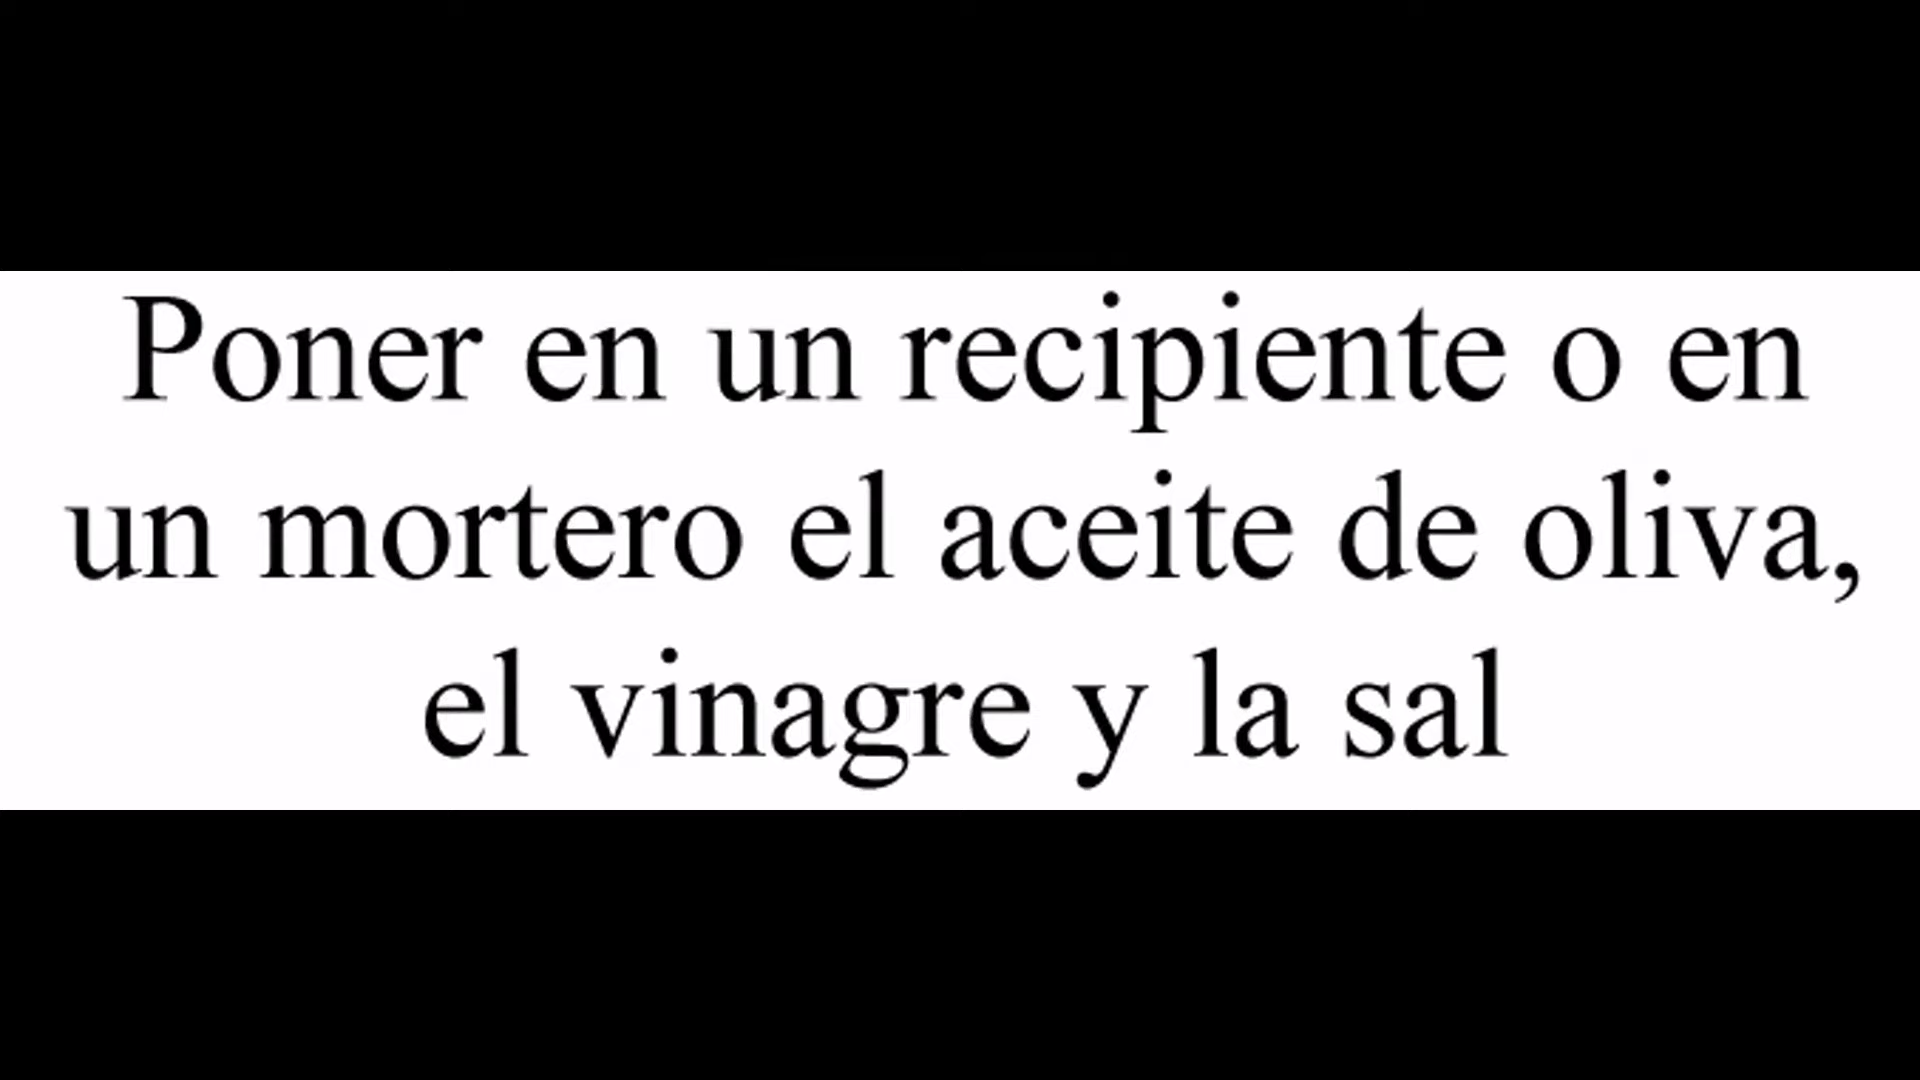 Poner en un recipiente o en
un mortero el aceite de oliva,
el vinagre y la sal